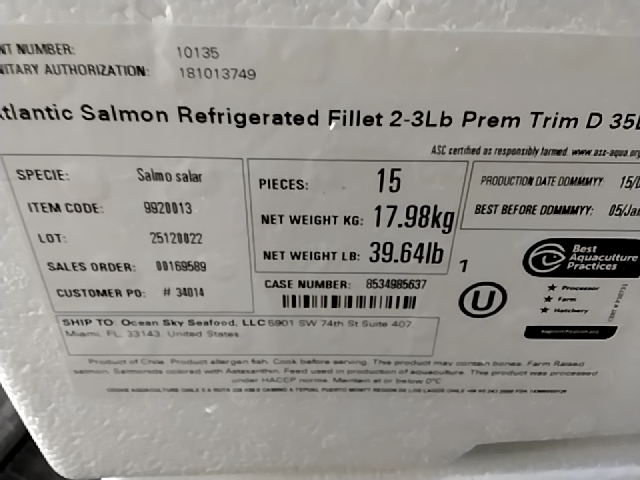 NT NUMBER: 10135
NITARY AUTHORIZATION: 181013749
tlantic Salmon Refrigerated Fillet 2-3Lb Prem Trim D 35
ASC certified as responsibly farmed. www.asc-aqua.org
SPECIE: Salmo salar
ITEM CODE: 9920013
LOT: 25120022
SALES ORDER: 00169589
CUSTOMER PO: # 34014
PIECES: 15
NET WEIGHT KG: 17.98kg
NET WEIGHT LB: 39.64lb
PRODUCTION DATE DDMMMYY: 15/
BEST BEFORE DDMMMYY: 05/Jan
CASE NUMBER: 8534985637
1
U
Best
Aquaculture
Practices
Processor
Farm
Hatchery
SHIP TO: Ocean Sky Seafood, LLC 5901 SW 74th St Suite 407
Miami, FL, 33143, United States
Product of Chile. Product allergen fish. Cook before serving. This product may contain bones. Farm Raised
salmon. Salmonids colored with Astaxanthin. Feed used in production of aquaculture. This product was processed
under HACCP norms. Maintain at or below 0°C